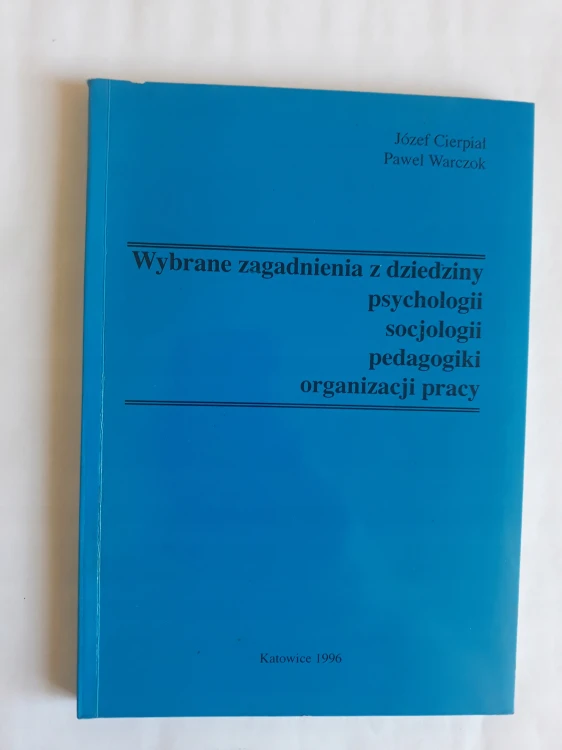 Józef Cierpiał
Paweł Warczok
Wybrane zagadnienia z dziedziny
psychologii
socjologii
pedagogiki
organizacji pracy
Katowice 1996